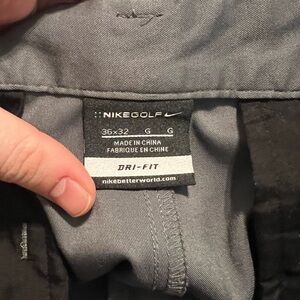 NIKEGOLF
36x32 G G
MADE IN CHINA
FABRIQUE EN CHINE
DRI-FIT
nikebetterworld.com